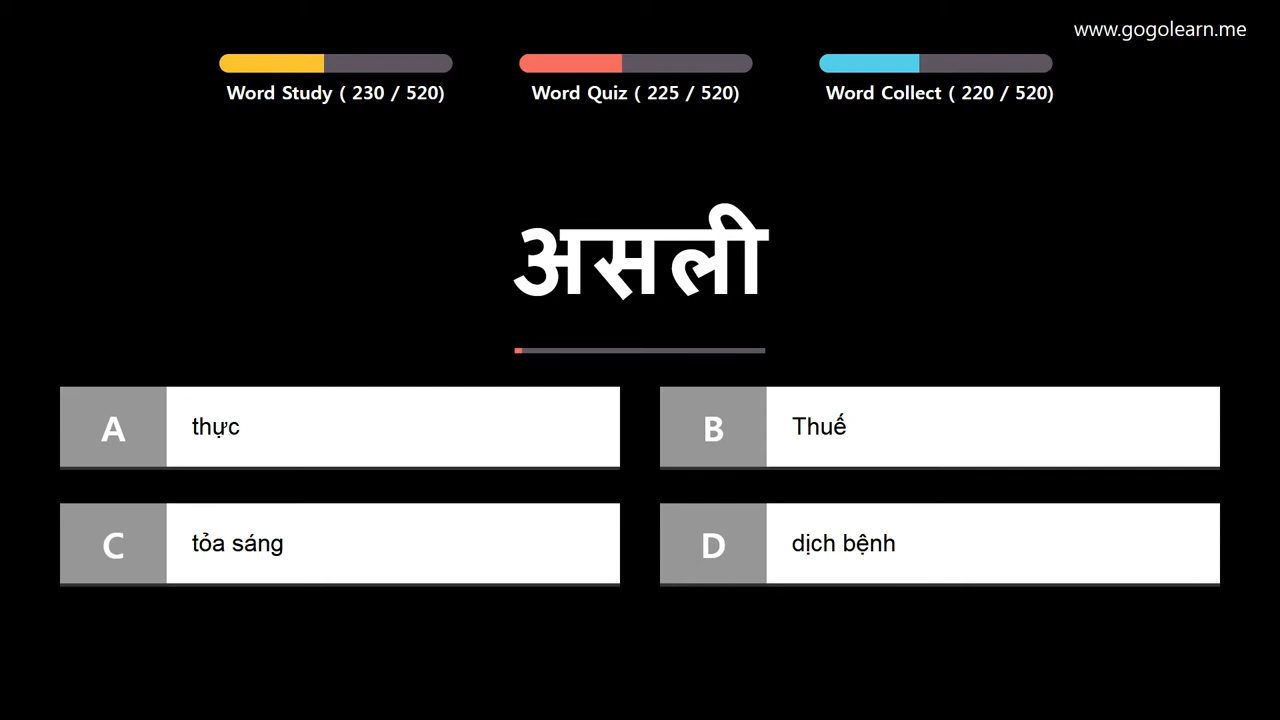 www.gogolearn.me
Word Study ( 230 / 520)
Word Quiz ( 225 / 520)
Word Collect ( 220 / 520)
असली
A
thực
B
Thuế
C
tỏa sáng
D
dịch bệnh